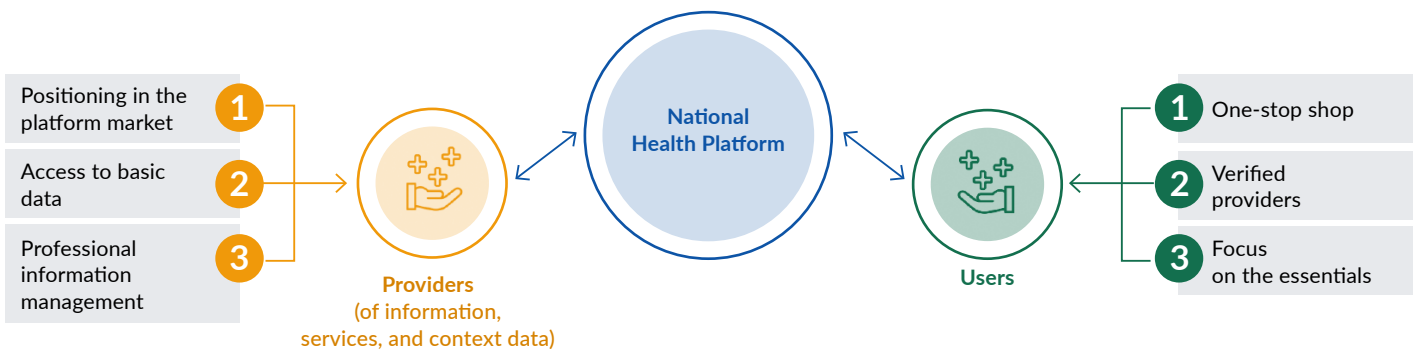 Positioning in the
platform market
1
Access to basic
data
2
Professional
information
management
3
Providers
(of information,
services, and context data)
National
Health Platform
Users
1
One-stop shop
2
Verified
providers
3
Focus
on the essentials